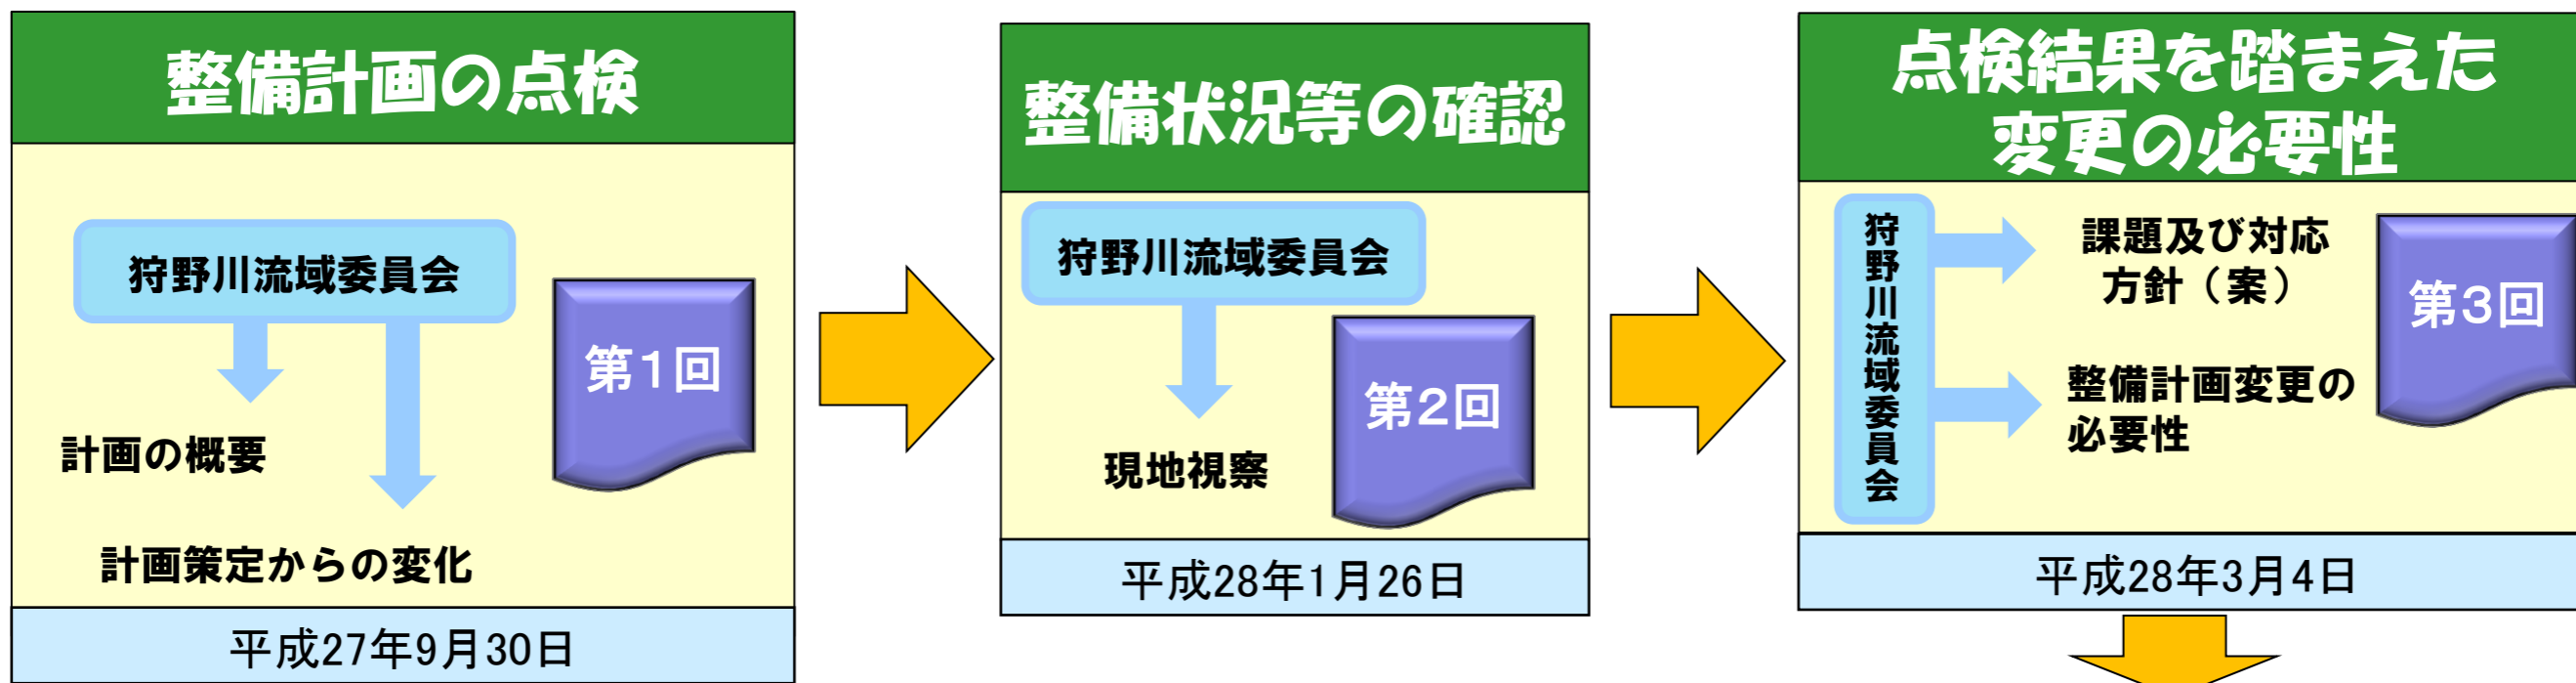 整備計画の点検
狩野川流域委員会
第1回
計画の概要
計画策定からの変化
平成27年9月30日
整備状況等の確認
狩野川流域委員会
第2回
現地視察
平成28年1月26日
点検結果を踏まえた
変更の必要性
狩野川流域委員会
課題及び対応
方針（案）
第3回
整備計画変更の
必要性
平成28年3月4日